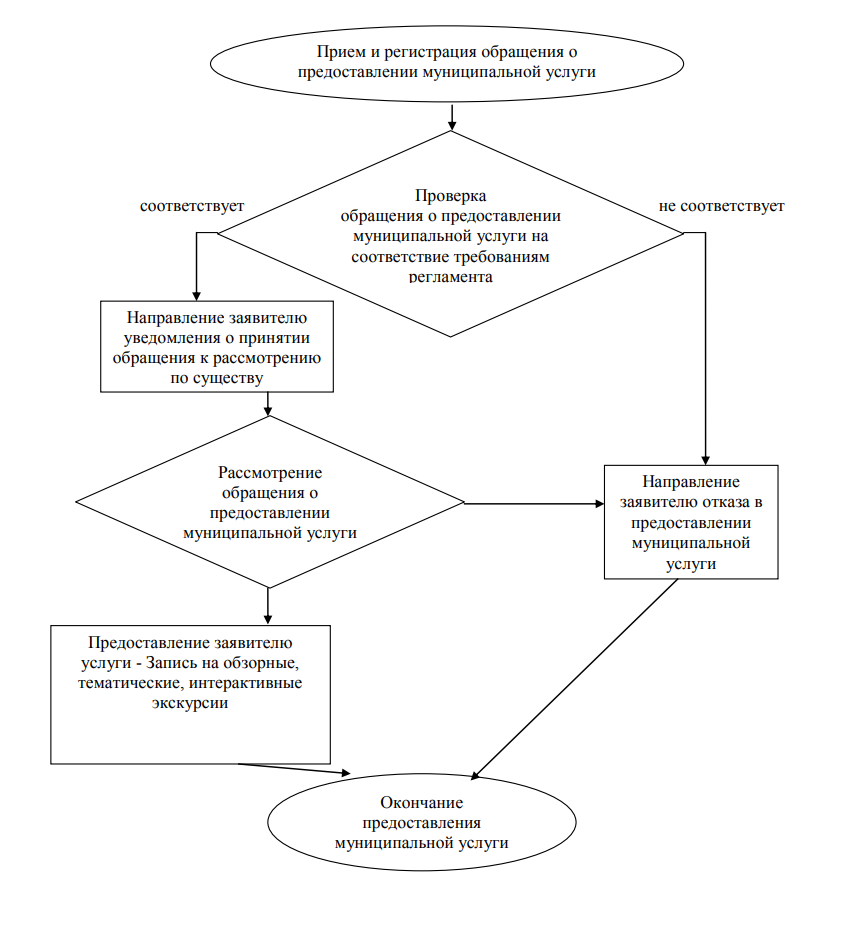 Прием и регистрация обращения о
предоставлении муниципальной услуги
соответствует
не соответствует
Проверка
обращения о предоставлении
муниципальной услуги на
соответствие требованиям
регламента
Направление заявителю
уведомления о принятии
обращения к рассмотрению
по существу
Рассмотрение
обращения о
предоставлении
муниципальной услуги
Направление
заявителю отказа в
предоставлении
муниципальной
услуги
Предоставление заявителю
услуги - Запись на обзорные,
тематические, интерактивные
экскурсии
Окончание
предоставления
муниципальной услуги